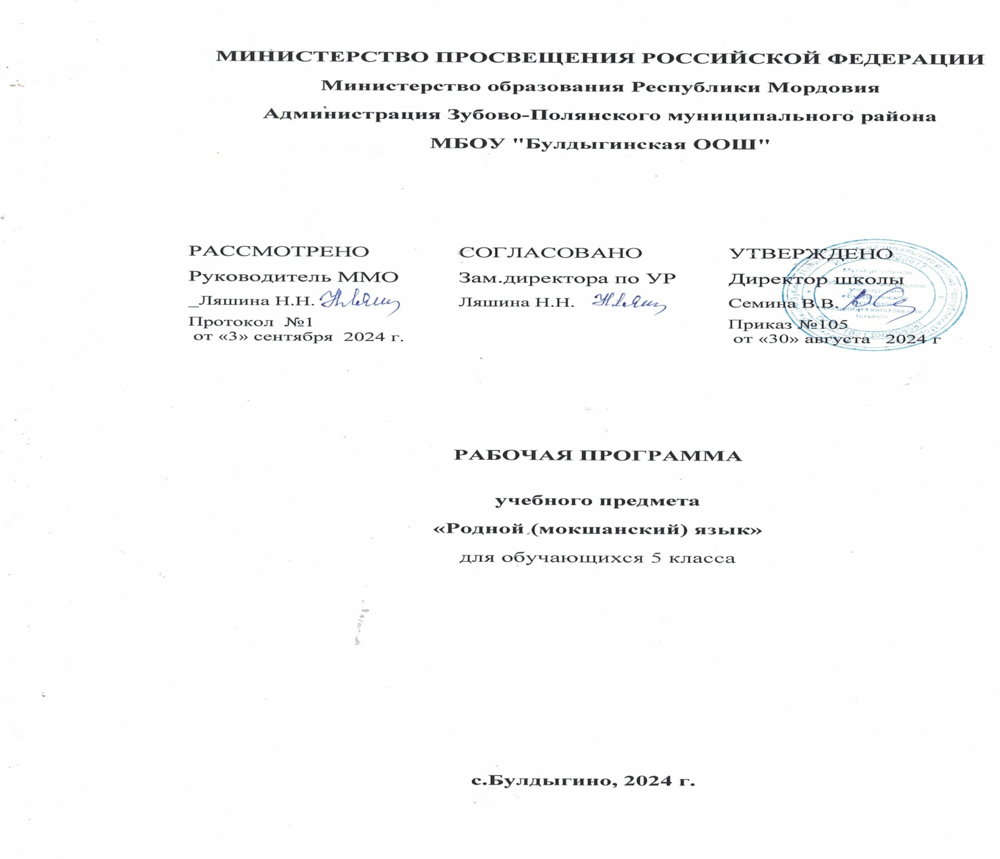 МИНИСТЕРСТВО ПРОСВЕЩЕНИЯ РОССИЙСКОЙ ФЕДЕРАЦИИ
Министерство образования Республики Мордовия
Администрация Зубово-Полянского муниципального района
МБОУ "Булдыгинская ООШ"
РАССМОТРЕНО
Руководитель ММО
_Ляшина Н.Н.
Протокол №1
от «3» сентября 2024 г.
СОГЛАСОВАНО
Зам.директора по УР
Ляшина Н.Н.
УТВЕРЖДЕНО
Директор школы
Семина В.В.
Приказ №105
от «30» августа 2024 г
РАБОЧАЯ ПРОГРАММА
учебного предмета
«Родной (мокшанский) язык»
для обучающихся 5 класса
с.Булдыгино, 2024 г.